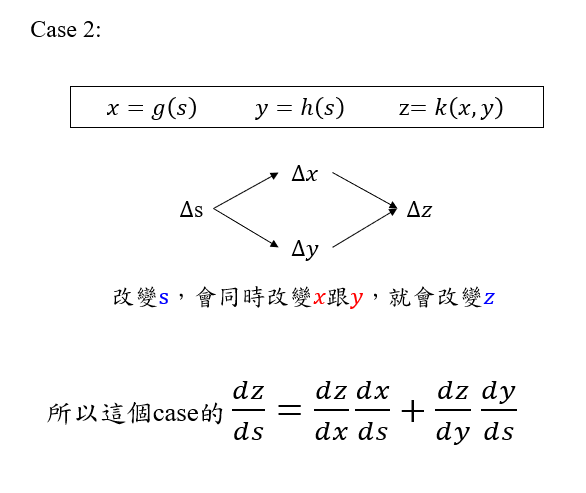 Case 2:
x = g(s) y = h(s) z= k(x, y)
Δx
Δs Δz
Δy
改變s，會同時改變x跟y，就會改變z
所以這個case的 dz/ds = dz/dx dx/ds + dz/dy dy/ds